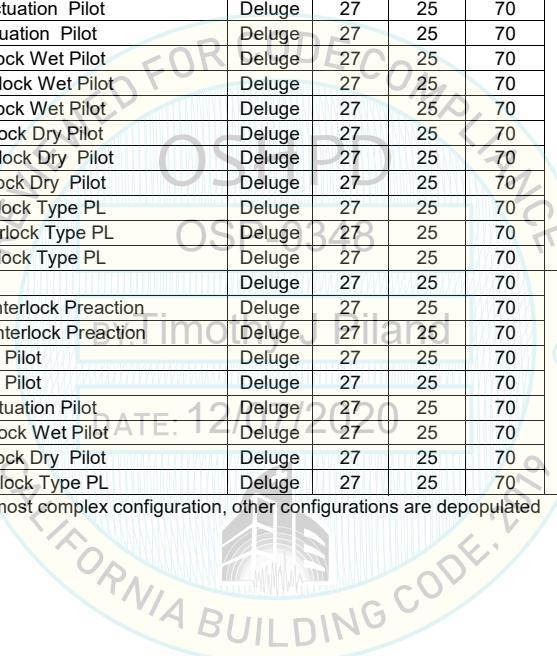 ctuation Pilot Deluge 27 25 70
uation Pilot Deluge 27 25 70
ock Wet Pilot Deluge 27 25 70
lock Wet Pilot Deluge 27 25 70
ock Wet Pilot Deluge 27 25 70
ock Dry Pilot Deluge 27 25 70
lock Dry Pilot Deluge 27 25 70
ock Dry Pilot Deluge 27 25 70
lock Type PL Deluge 27 25 70
rlock Type PL Deluge 27 25 70
lock Type PL Deluge 27 25 70
Deluge 27 25 70
nterlock Preaction Deluge 27 25 70
nterlock Preaction Deluge 27 25 70
Pilot Deluge 27 25 70
Pilot Deluge 27 25 70
tuation Pilot Deluge 27 25 70
ock Wet Pilot Deluge 27 25 70
ock Dry Pilot Deluge 27 25 70
lock Type PL Deluge 27 25 70
most complex configuration, other configurations are depopulated
REVIEWED FOR CODE COMPLIANCE
OSHPD
OSP-0348
BY: Timothy J Piland
DATE: 12/07/2020
CALIFORNIA BUILDING CODE, 2019